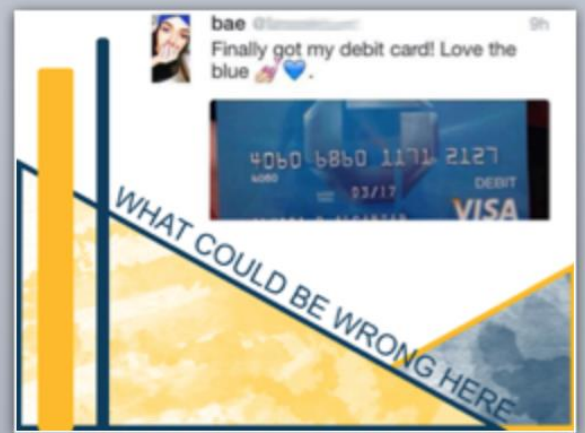 bae
9h
Finally got my debit card! Love the
blue 💅💙.
4060 6860 1171 2127
4060
03/17
DEBIT
VISA
WHAT COULD BE WRONG HERE